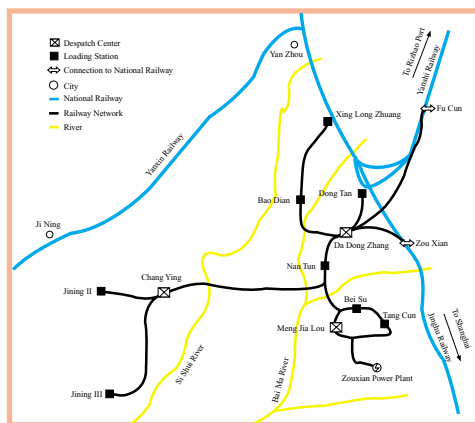 Despatch Center
Loading Station
Connection to National Railway
City
National Railway
Railway Network
River
Yan Zhou
To Rizhao Port
Yanshi Railway
Fu Cun
Xing Long Zhuang
Yanxin Railway
Bao Dian
Dong Tan
Ji Ning
Da Dong Zhang
Zou Xian
Nan Tun
Chang Ying
Jining II
Bei Su
Tang Cun
Meng Jia Lou
To Shanghai
Jinghu Railway
Si Shui River
Bai Ma River
Zouxian Power Plant
Jining III